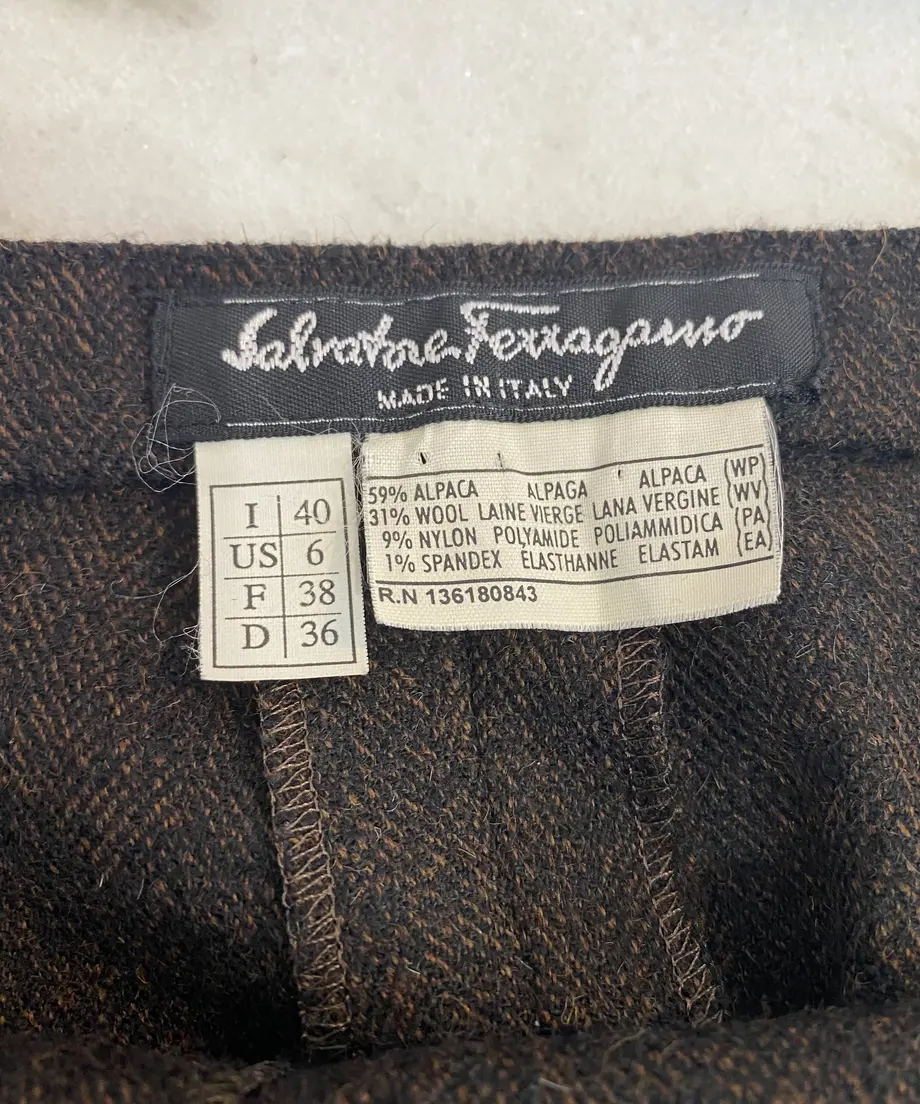 Salvatore Ferragamo
MADE IN ITALY
I 40
US 6
F 38
D 36
59% ALPACA ALPAGA ALPACA (WP)
31% WOOL LAINE VIERGE LANA VERGINE (WV)
9% NYLON POLYAMIDE POLIAMMIDICA (PA)
1% SPANDEX ELASTHANNE ELASTAM (EA)
R.N 136180843